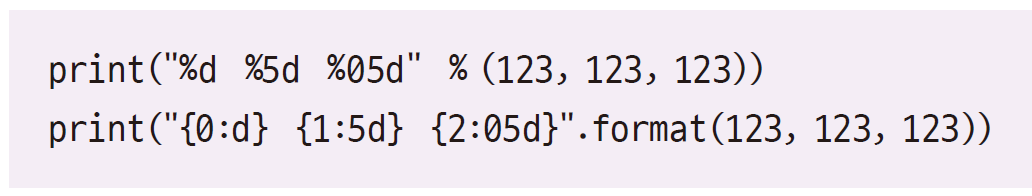 print("%d %5d %05d" % (123, 123, 123))
print("{0:d} {1:5d} {2:05d}".format(123, 123, 123))